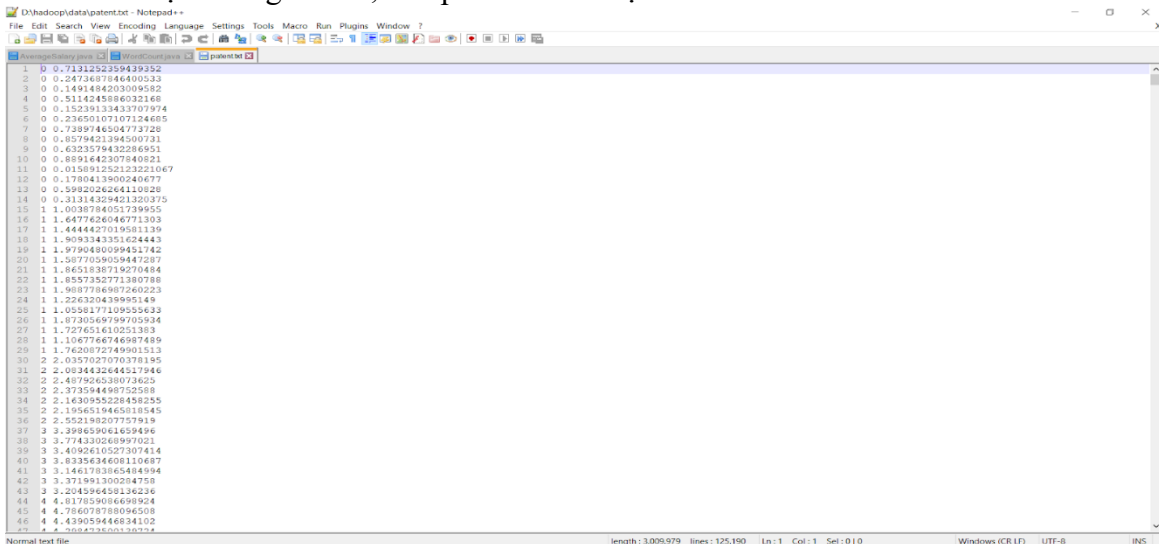 D:\hadoop\data\patent.txt - Notepad++
File Edit Search View Encoding Language Settings Tools Macro Run Plugins Window ?
AverageSalary.java WordCount.java patent.txt
1 0 0.7131252359439352
2 0 0.2473687846400533
3 0 0.1491484203009582
4 0 0.5114245886032168
5 0 0.15239133433707974
6 0 0.23650107107124685
7 0 0.7389746504773728
8 0 0.8579421394500731
9 0 0.6323579432286951
10 0 0.8891642307840821
11 0 0.015891252123221067
12 0 0.1780413900240677
13 0 0.5982026264110828
14 0 0.31314329421320375
15 1 1.0038784051739955
16 1 1.6477626046771303
17 1 1.4444427019581139
18 1 1.9093343351624443
19 1 1.9790480099451742
20 1 1.5877059059447287
21 1 1.8651838719270484
22 1 1.8557352771380788
23 1 1.9887786987260223
24 1 1.226320439995149
25 1 1.0558177109555633
26 1 1.8730569799705934
27 1 1.727651610251383
28 1 1.1067766746987489
29 1 1.7620872749901513
30 2 2.0357027070378195
31 2 2.0834432644517946
32 2 2.487926538073625
33 2 2.373594498752588
34 2 2.1630955228458255
35 2 2.1956519465818545
36 2 2.552198207757919
37 3 3.398659061659496
38 3 3.774330268997021
39 3 3.4092610527307414
40 3 3.8335634608110687
41 3 3.1461783865484994
42 3 3.371991300284758
43 3 3.204596458136236
44 4 4.817859086698924
45 4 4.786078788096508
46 4 4.439059446834102
Normal text file length : 3,009,979 lines : 125,190 Ln : 1 Col : 1 Sel : 0 | 0 Windows (CR LF) UTF-8 INS